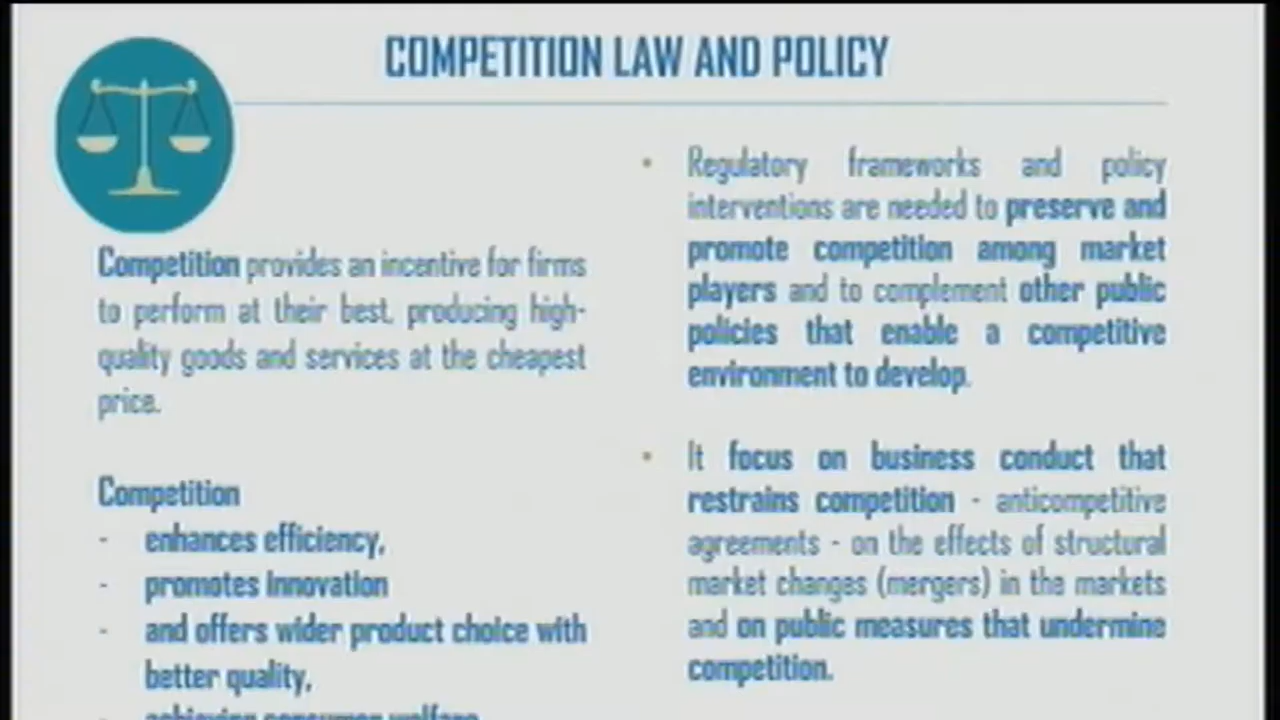 COMPETITION LAW AND POLICY
Competition provides an incentive for firms
to perform at their best, producing high-
quality goods and services at the cheapest
price.
Competition
- enhances efficiency,
- promotes Innovation
- and offers wider product choice with
better quality,
- achieving consumer welfare
• Regulatory frameworks and policy
interventions are needed to preserve and
promote competition among market
players and to complement other public
policies that enable a competitive
environment to develop.
• It focus on business conduct that
restrains competition - anticompetitive
agreements - on the effects of structural
market changes (mergers) in the markets
and on public measures that undermine
competition.